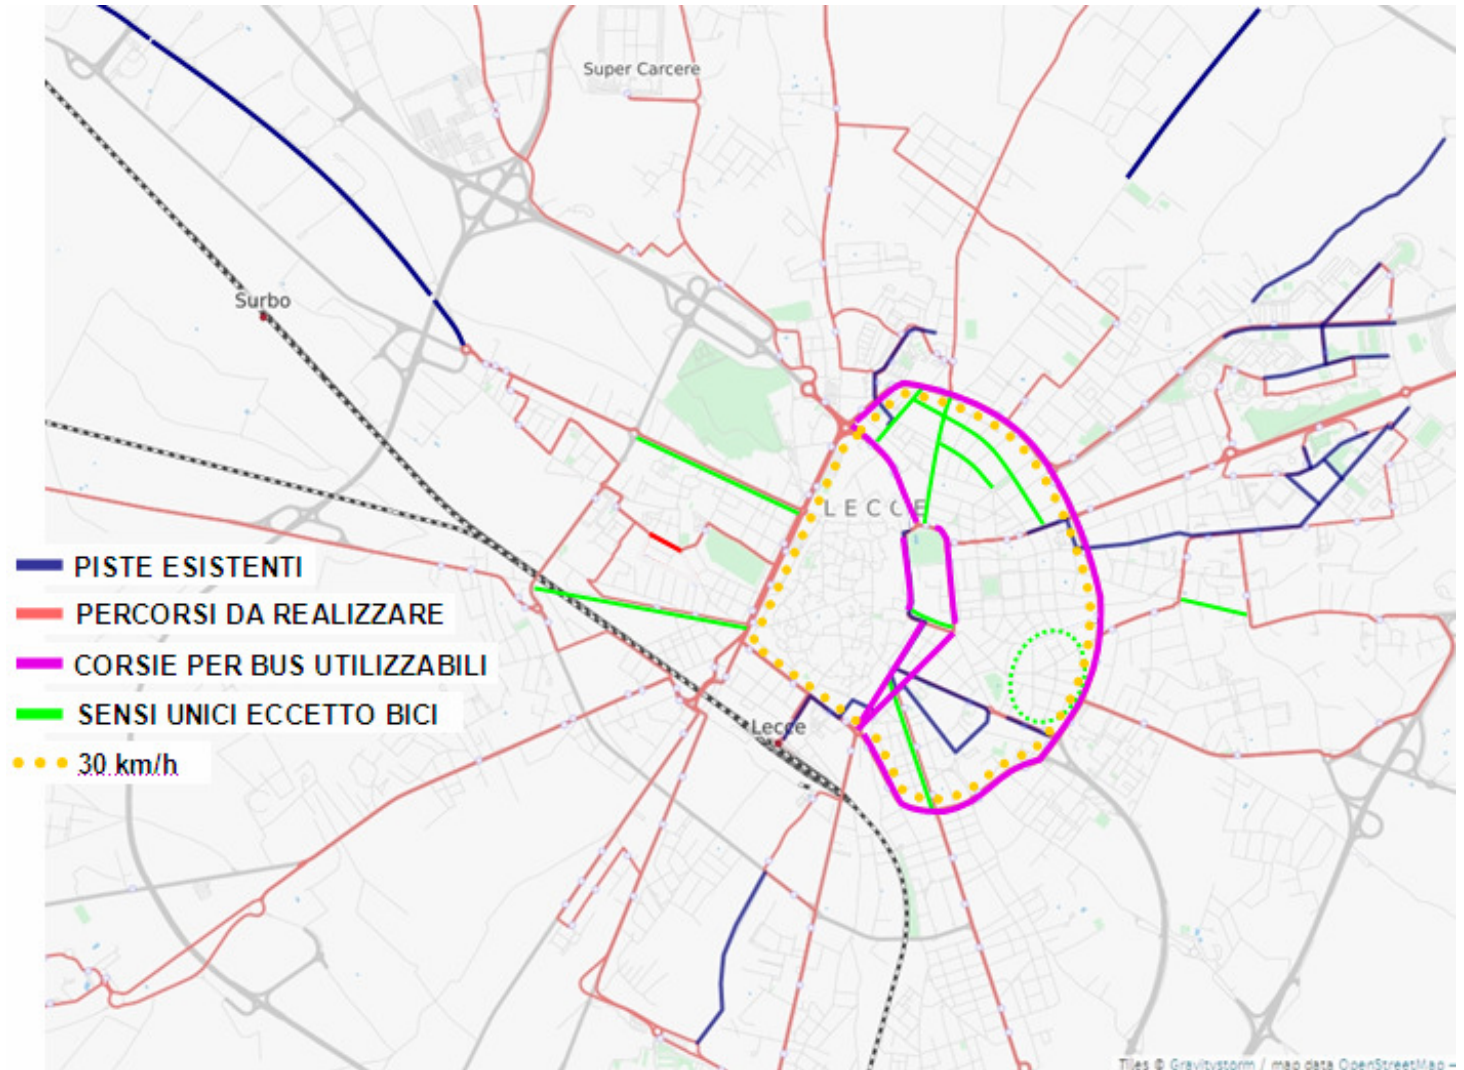 Super Carcere
Surbo
LECCE
PISTE ESISTENTI
PERCORSI DA REALIZZARE
CORSIE PER BUS UTILIZZABILI
SENSI UNICI ECCETTO BICI
Lecce
30 km/h
Tiles © Gravitystorm / map data OpenStreetMap –